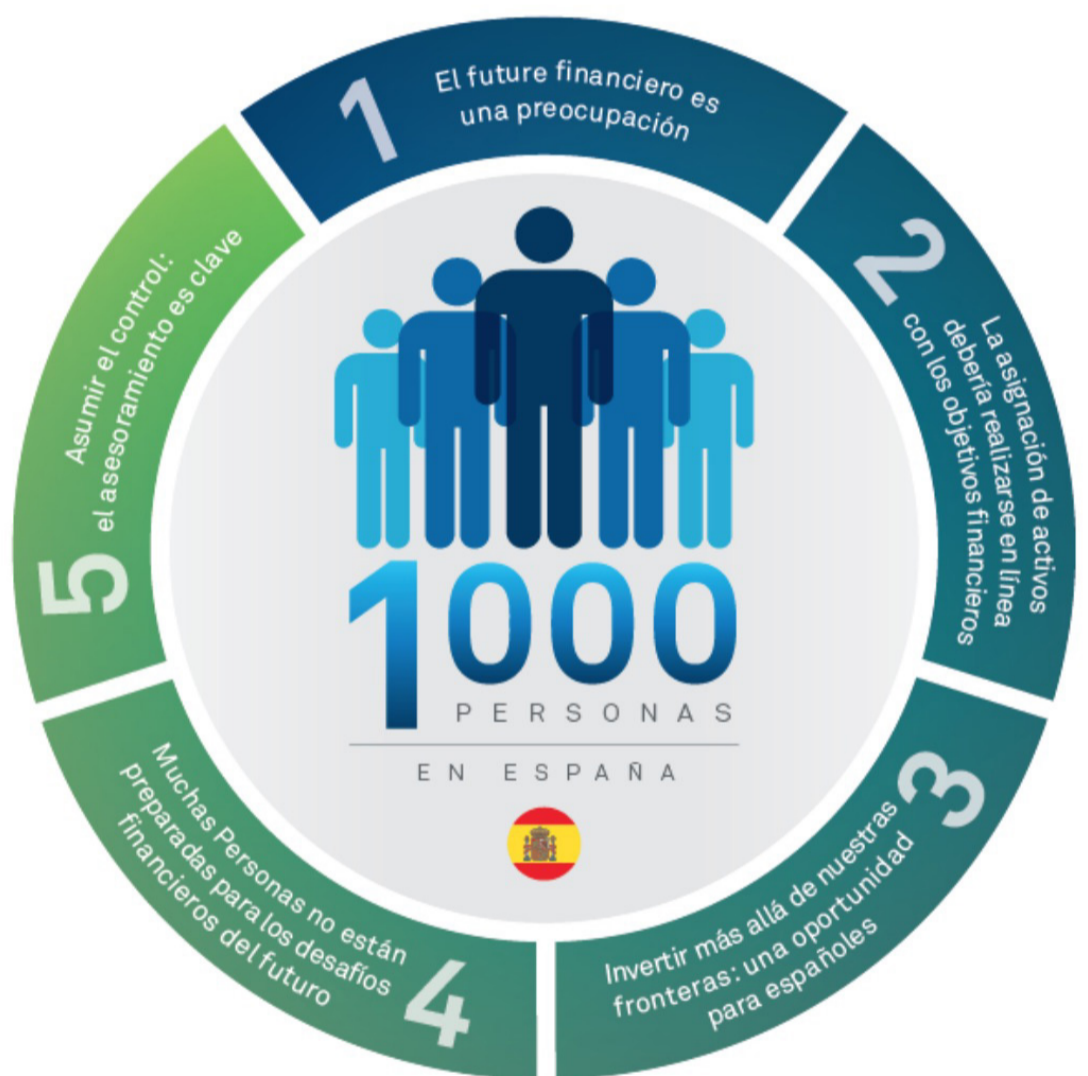 1
El future financiero es
una preocupación
2
La asignación de activos
debería realizarse en línea
con los objetivos financieros
3
Invertir más allá de nuestras
fronteras: una oportunidad
para españoles
4
Muchas Personas no están
preparadas para los desafíos
financieros del futuro
5
Asumir el control:
el asesoramiento es clave
1000
PERSONAS
EN ESPAÑA